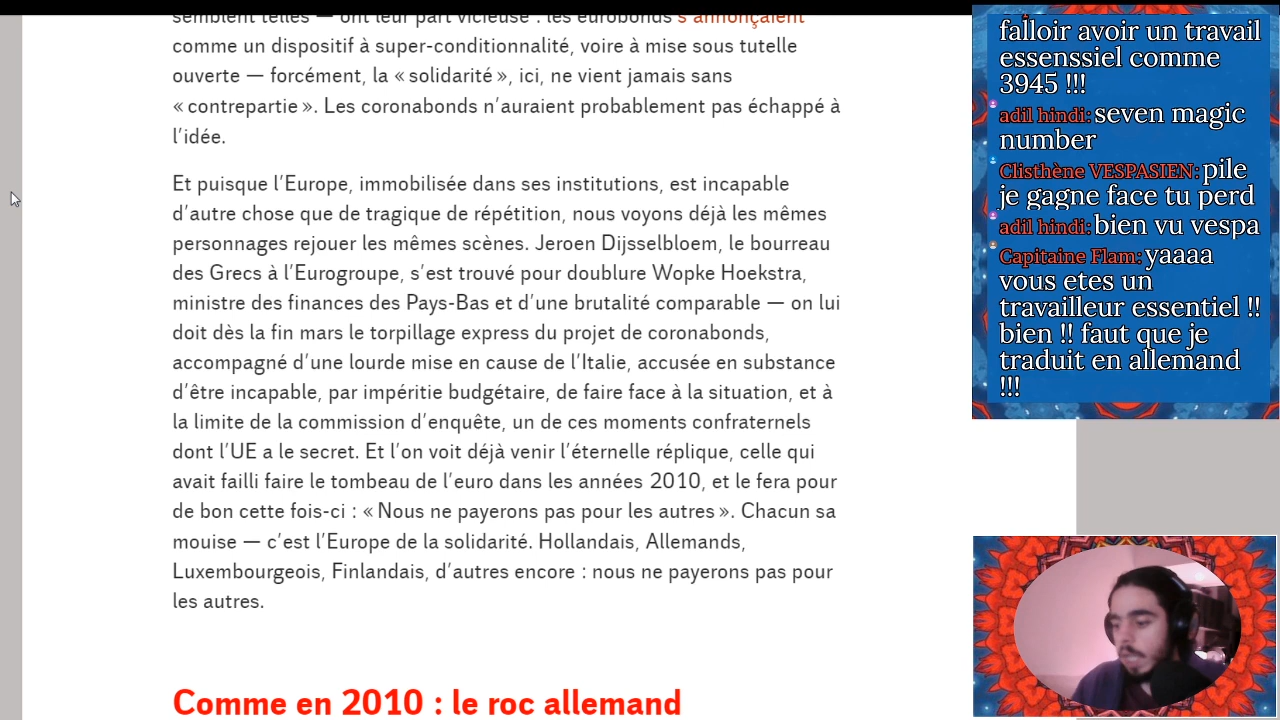 semblent telles — ont leur part vicieuse : les eurobonds s'annonçaient
comme un dispositif à super-conditionnalité, voire à mise sous tutelle
ouverte — forcément, la « solidarité », ici, ne vient jamais sans
« contrepartie ». Les coronabonds n'auraient probablement pas échappé à
l'idée.
Et puisque l'Europe, immobilisée dans ses institutions, est incapable
d'autre chose que de tragique de répétition, nous voyons déjà les mêmes
personnages rejouer les mêmes scènes. Jeroen Dijsselbloem, le bourreau
des Grecs à l'Eurogroupe, s'est trouvé pour doublure Wopke Hoekstra,
ministre des finances des Pays-Bas et d'une brutalité comparable — on lui
doit dès la fin mars le torpillage express du projet de coronabonds,
accompagné d'une lourde mise en cause de l'Italie, accusée en substance
d'être incapable, par impéritie budgétaire, de faire face à la situation, et à
la limite de la commission d'enquête, un de ces moments confraternels
dont l'UE a le secret. Et l'on voit déjà venir l'éternelle réplique, celle qui
avait failli faire le tombeau de l'euro dans les années 2010, et le fera pour
de bon cette fois-ci : « Nous ne payerons pas pour les autres ». Chacun sa
mouise — c'est l'Europe de la solidarité. Hollandais, Allemands,
Luxembourgeois, Finlandais, d'autres encore : nous ne payerons pas pour
les autres.
Comme en 2010 : le roc allemand
falloir avoir un travail
essenssiel comme
3945 !!!
adil hindi: seven magic
number
Clisthène VESPASIEN: pile
je gagne face tu perd
adil hindi: bien vu vespa
Capitaine Flam: yaaaa
vous etes un
travailleur essentiel !!
bien !! faut que je
traduit en allemand
!!!